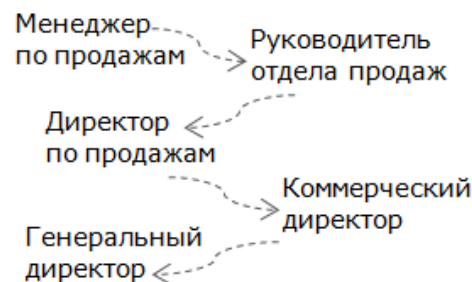 Менеджер
по продажам
Руководитель
отдела продаж
Директор
по продажам
Коммерческий
директор
Генеральный
директор